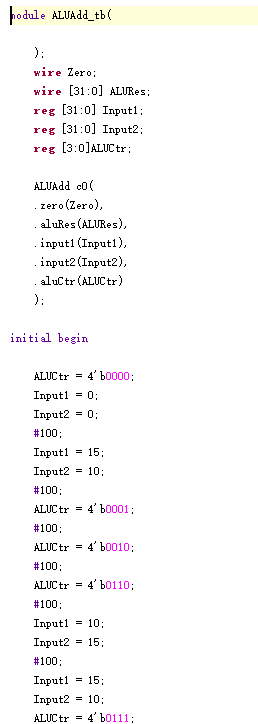 module ALUAdd_tb(
);
wire Zero;
wire [31:0] ALURes;
reg [31:0] Input1;
reg [31:0] Input2;
reg [3:0]ALUCtr;
ALUAdd c0(
.zero(Zero),
.aluRes(ALURes),
.input1(Input1),
.input2(Input2),
.aluCtr(ALUCtr)
);
initial begin
ALUCtr = 4'b0000;
Input1 = 0;
Input2 = 0;
#100;
Input1 = 15;
Input2 = 10;
#100;
ALUCtr = 4'b0001;
#100;
ALUCtr = 4'b0010;
#100;
ALUCtr = 4'b0110;
#100;
Input1 = 10;
Input2 = 15;
#100;
Input1 = 15;
Input2 = 10;
ALUCtr = 4'b0111;